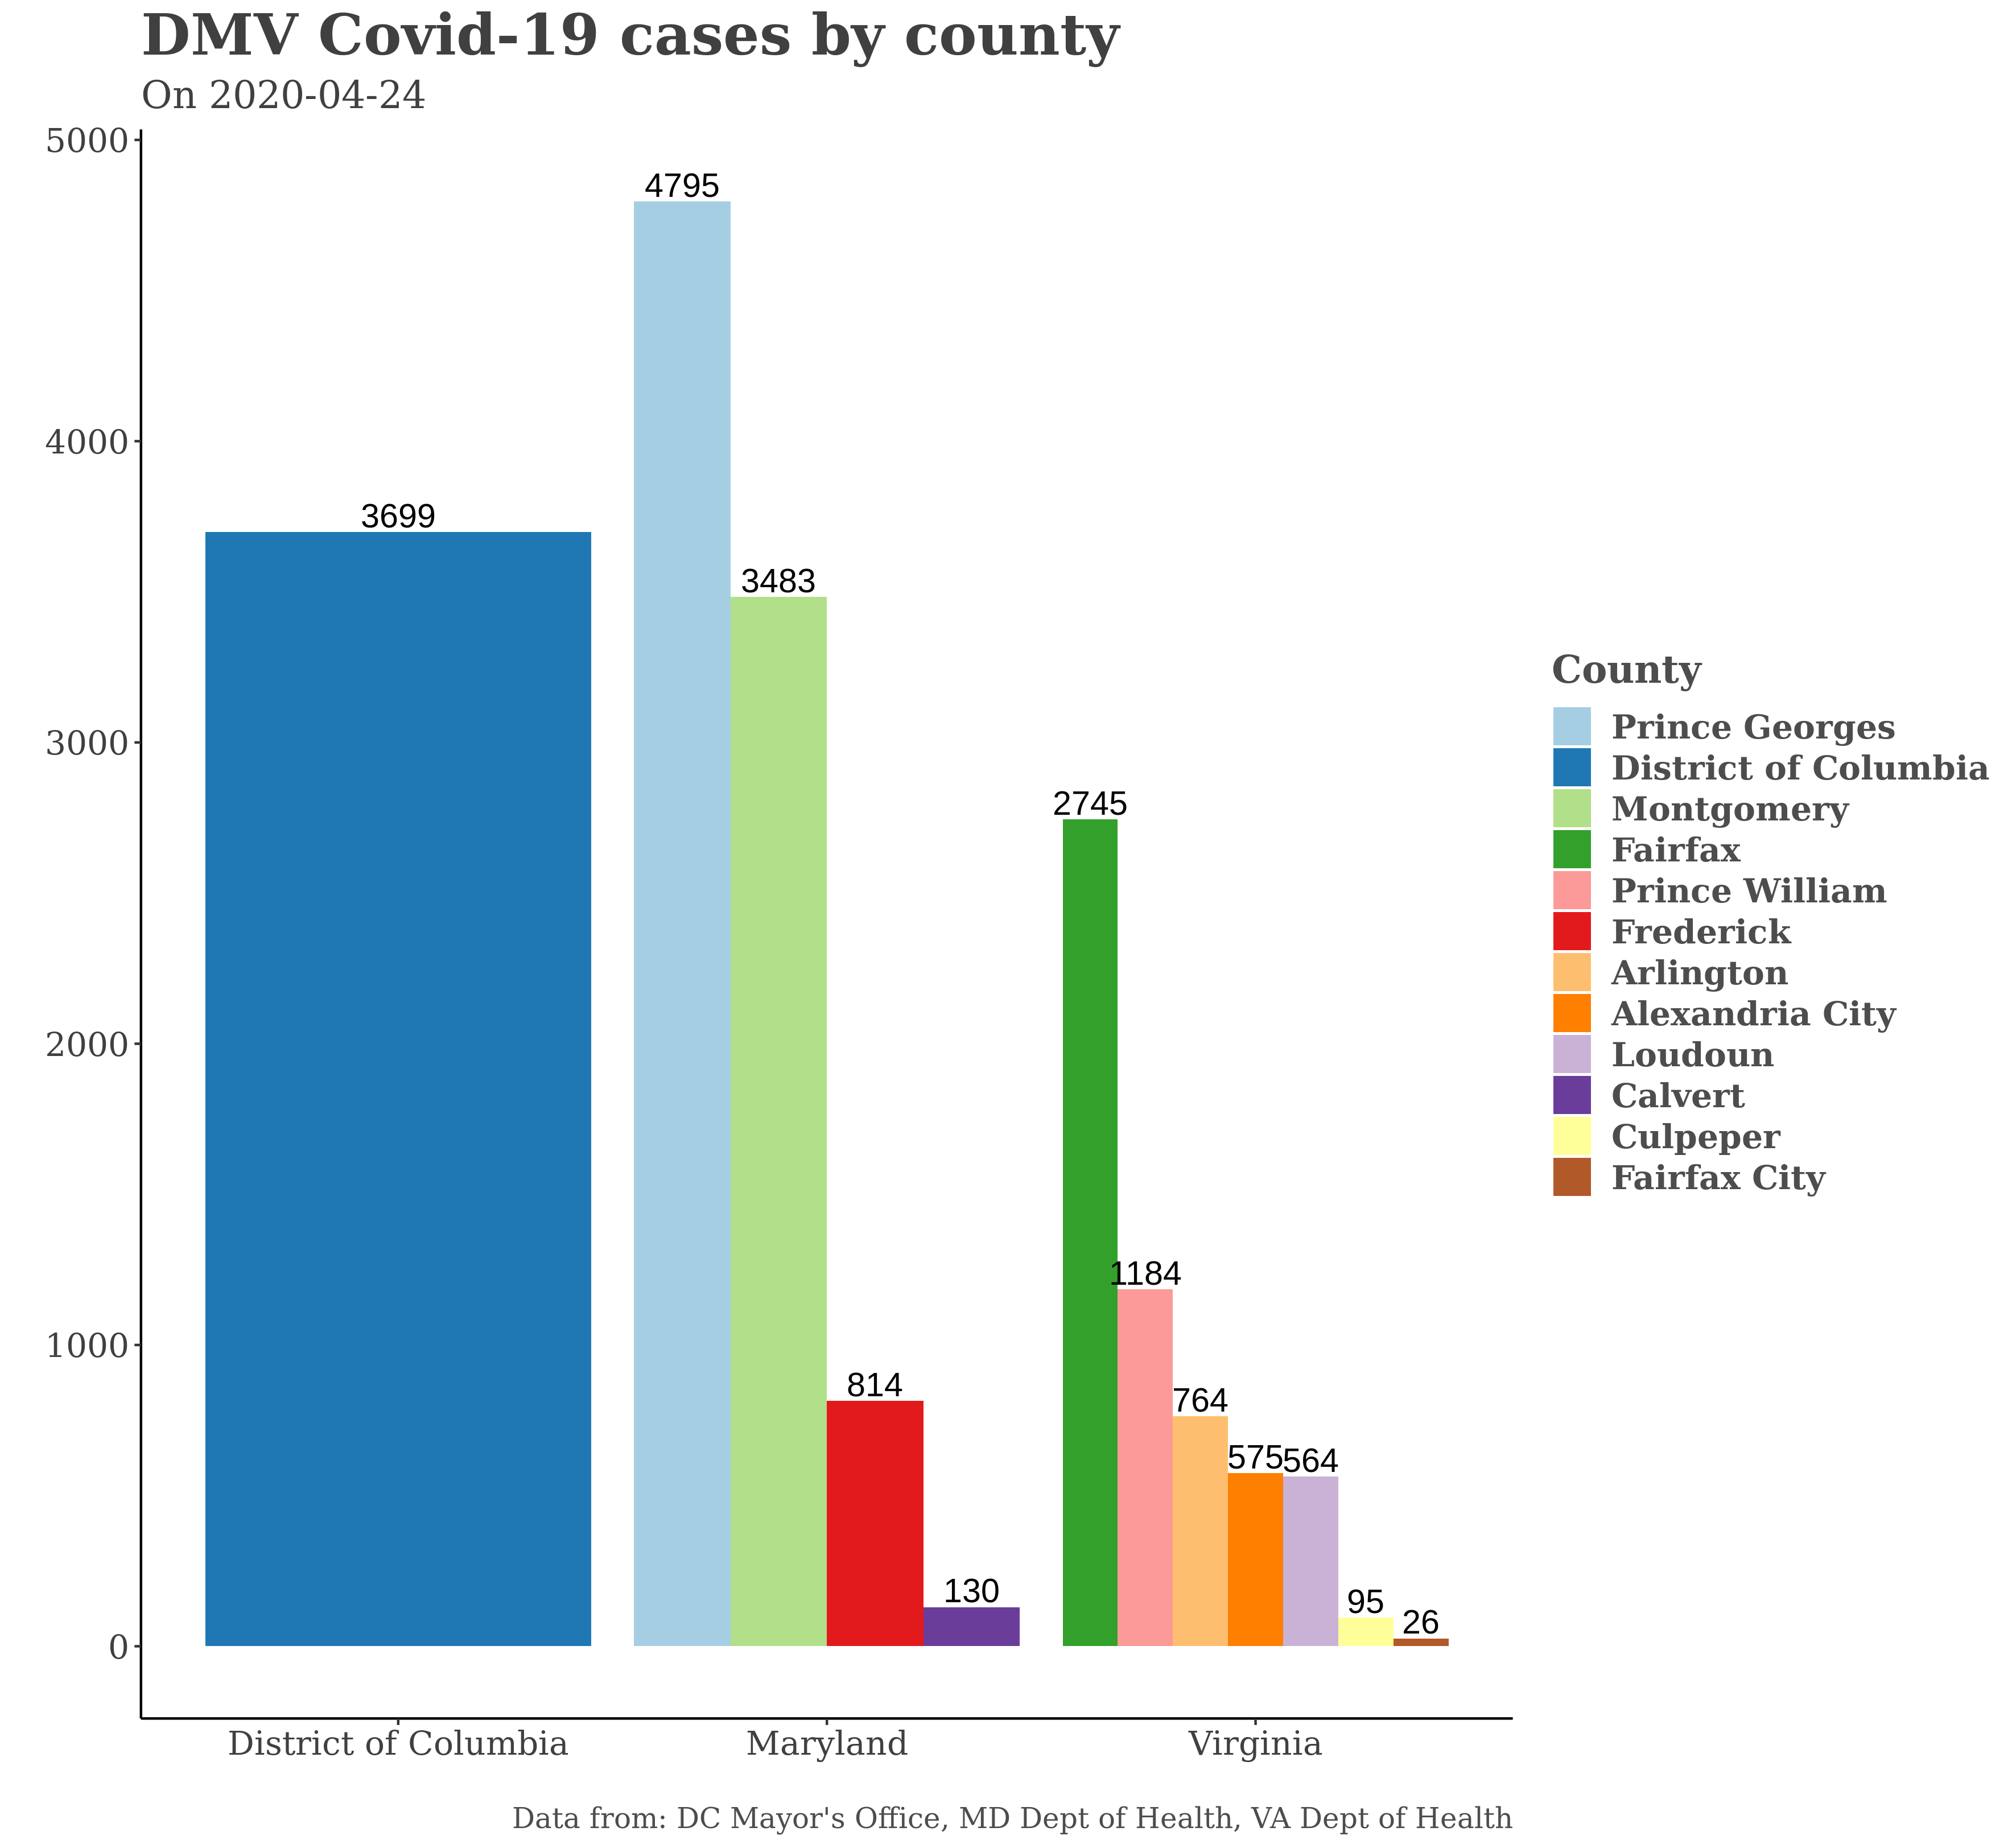 DMV Covid-19 cases by county
On 2020-04-24
5000
4000
3000
2000
1000
0
3699
4795
3483
814
130
2745
1184
764
575
564
95
26
District of Columbia
Maryland
Virginia
County
Prince Georges
District of Columbia
Montgomery
Fairfax
Prince William
Frederick
Arlington
Alexandria City
Loudoun
Calvert
Culpeper
Fairfax City
Data from: DC Mayor's Office, MD Dept of Health, VA Dept of Health